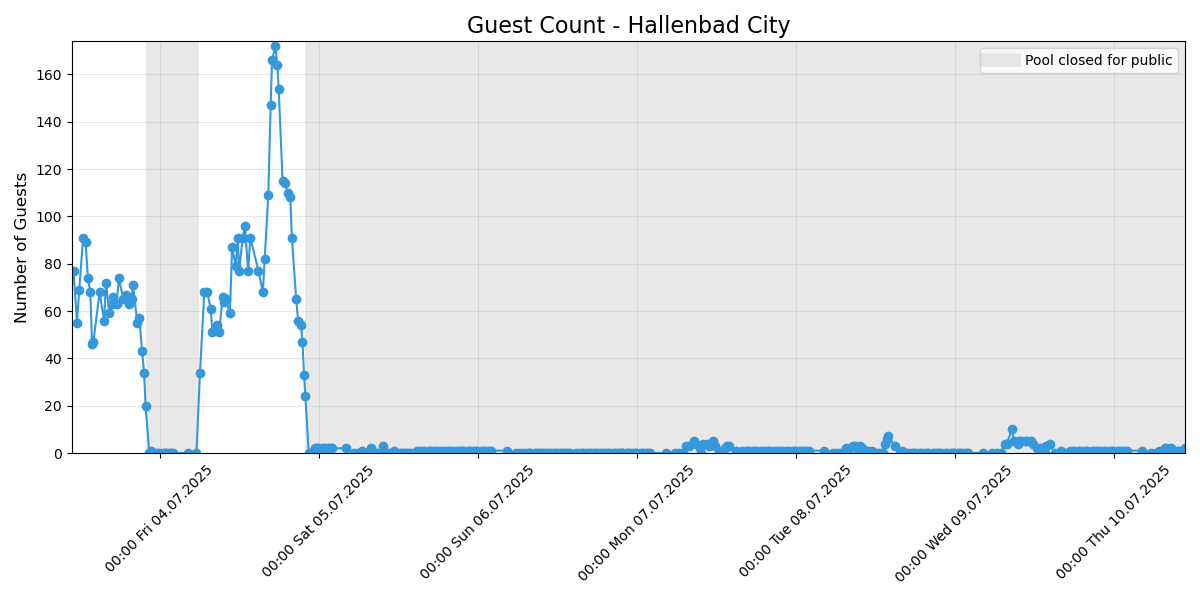 Guest Count - Hallenbad City
Pool closed for public
Number of Guests
160
140
120
100
80
60
40
20
0
00:00 Fri 04.07.2025
00:00 Sat 05.07.2025
00:00 Sun 06.07.2025
00:00 Mon 07.07.2025
00:00 Tue 08.07.2025
00:00 Wed 09.07.2025
00:00 Thu 10.07.2025